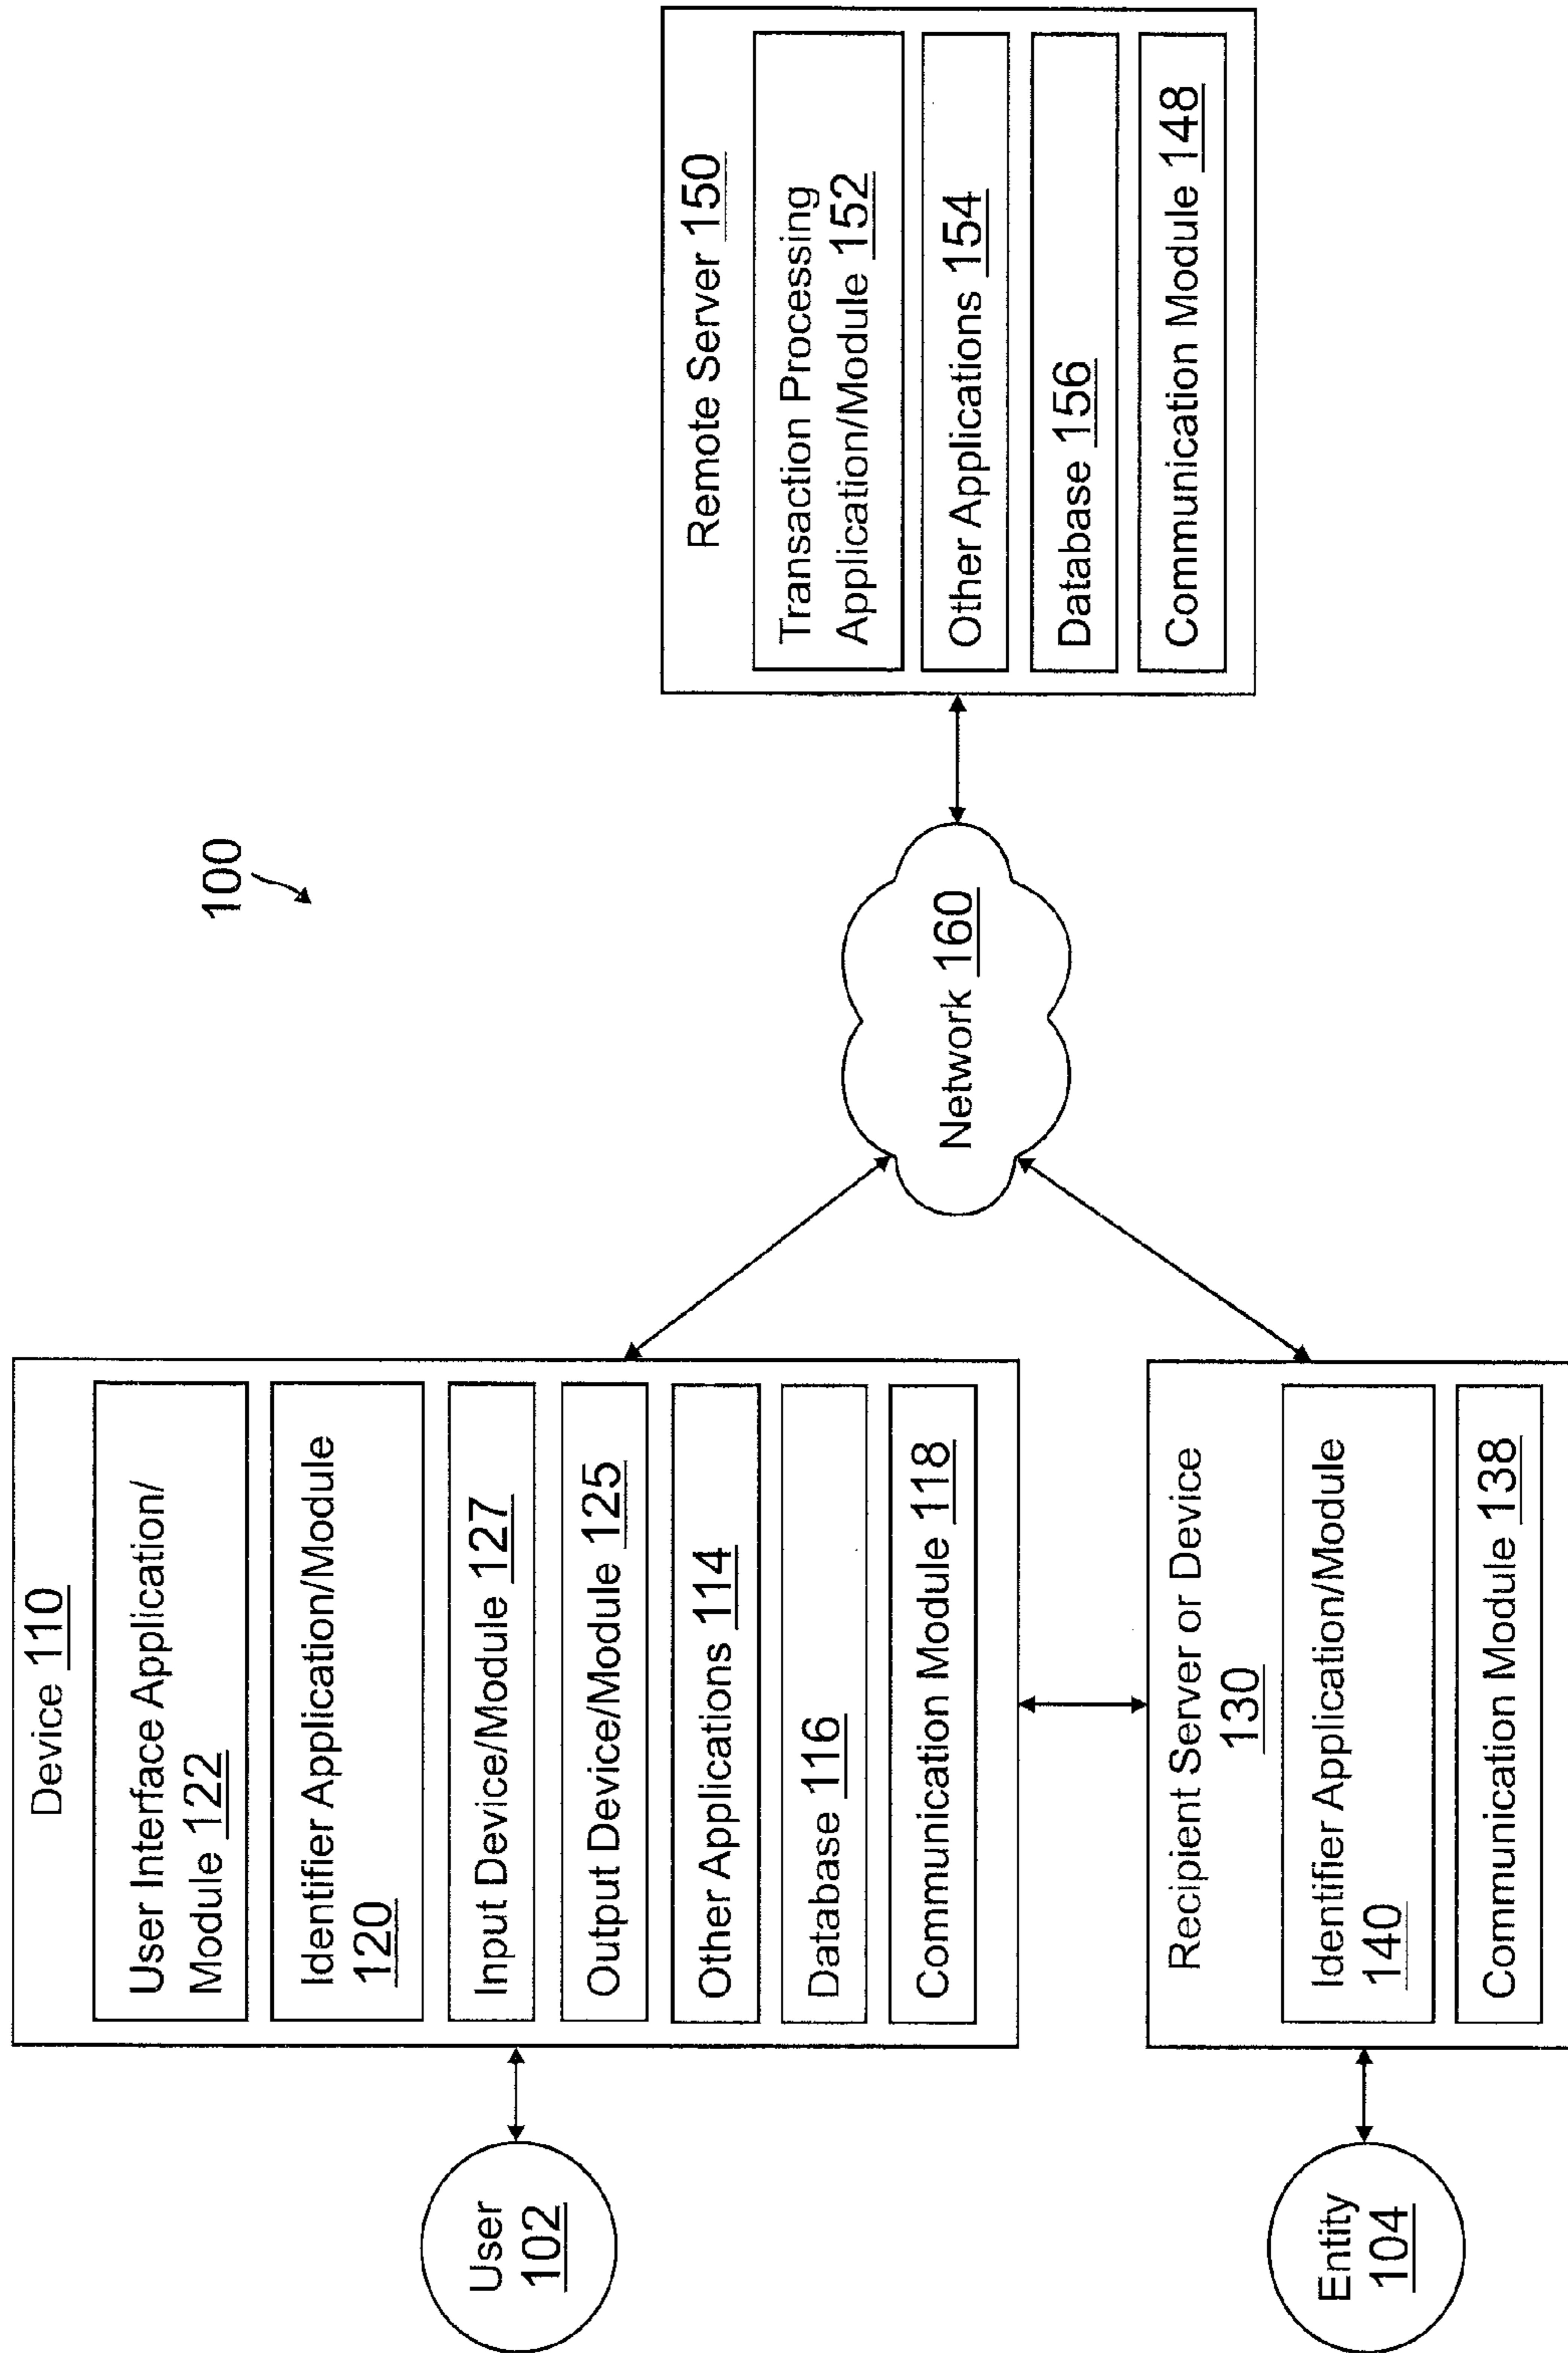 100
User
102
Device 110
User Interface Application/
Module 122
Identifier Application/Module
120
Input Device/Module 127
Output Device/Module 125
Other Applications 114
Database 116
Communication Module 118
Entity
104
Recipient Server or Device
130
Identifier Application/Module
140
Communication Module 138
Network 160
Remote Server 150
Transaction Processing
Application/Module 152
Other Applications 154
Database 156
Communication Module 148